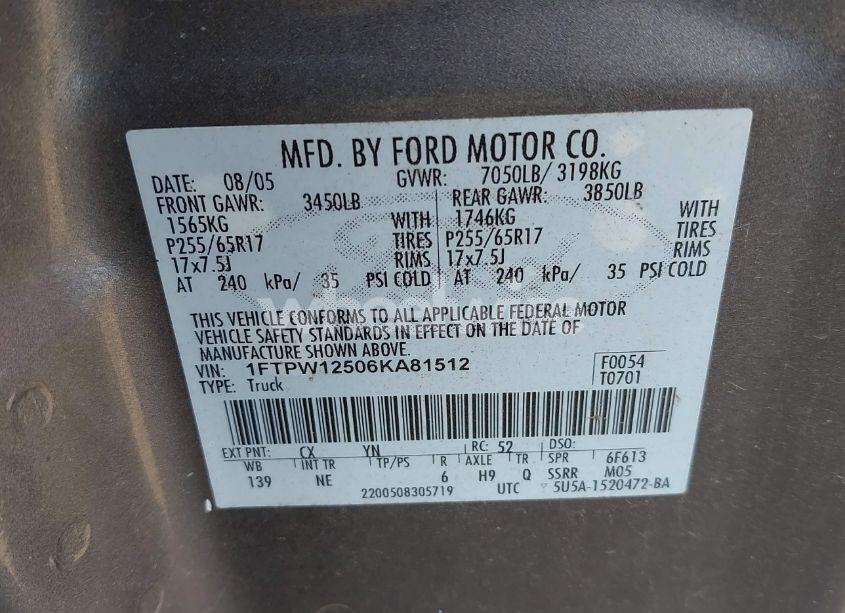 MFD. BY FORD MOTOR CO.
DATE: 08/05 GVWR: 7050LB/ 3198KG
FRONT GAWR: 3450LB REAR GAWR: 3850LB
1565KG WITH 1746KG WITH
P255/65R17 TIRES P255/65R17 TIRES
17x7.5J RIMS 17x7.5J RIMS
AT 240 kPa/ 35 PSI COLD AT 240 kPa/ 35 PSI COLD
THIS VEHICLE CONFORMS TO ALL APPLICABLE FEDERAL MOTOR
VEHICLE SAFETY STANDARDS IN EFFECT ON THE DATE OF
MANUFACTURE SHOWN ABOVE.
VIN: 1FTPW12506KA81512 F0054
TYPE: Truck T0701
EXT PNT: CX YN RC: 52 DSO:
WB INT TR TP/PS R AXLE TR SPR 6F613
139 NE 6 H9 Q SSRR M05
2200508305719 UTC 5U5A-1520472-BA